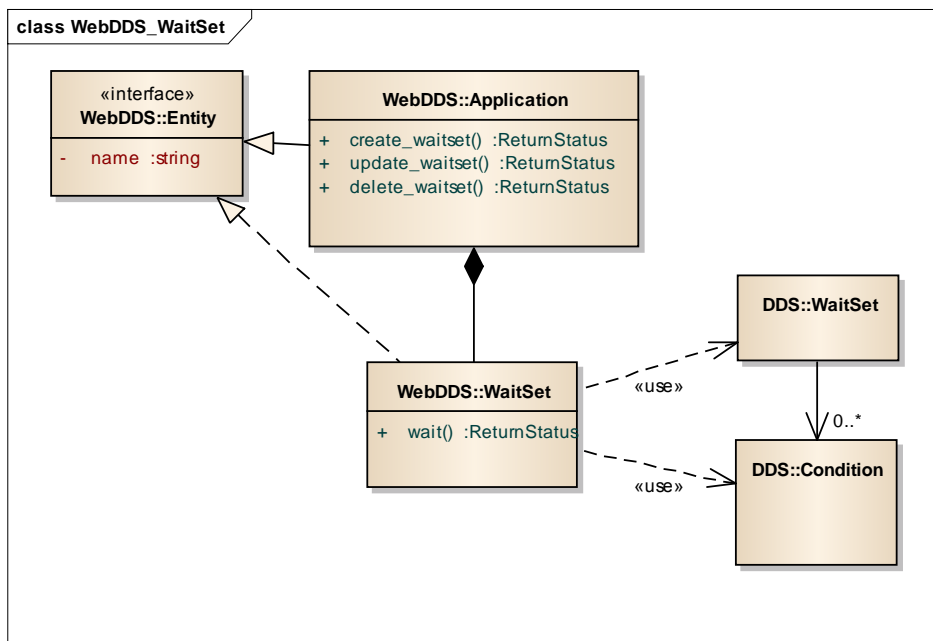 class WebDDS_WaitSet
«interface»
WebDDS::Entity
- name :string
WebDDS::Application
+ create_waitset() :ReturnStatus
+ update_waitset() :ReturnStatus
+ delete_waitset() :ReturnStatus
DDS::WaitSet
WebDDS::WaitSet
+ wait() :ReturnStatus
«use»
0..*
DDS::Condition
«use»